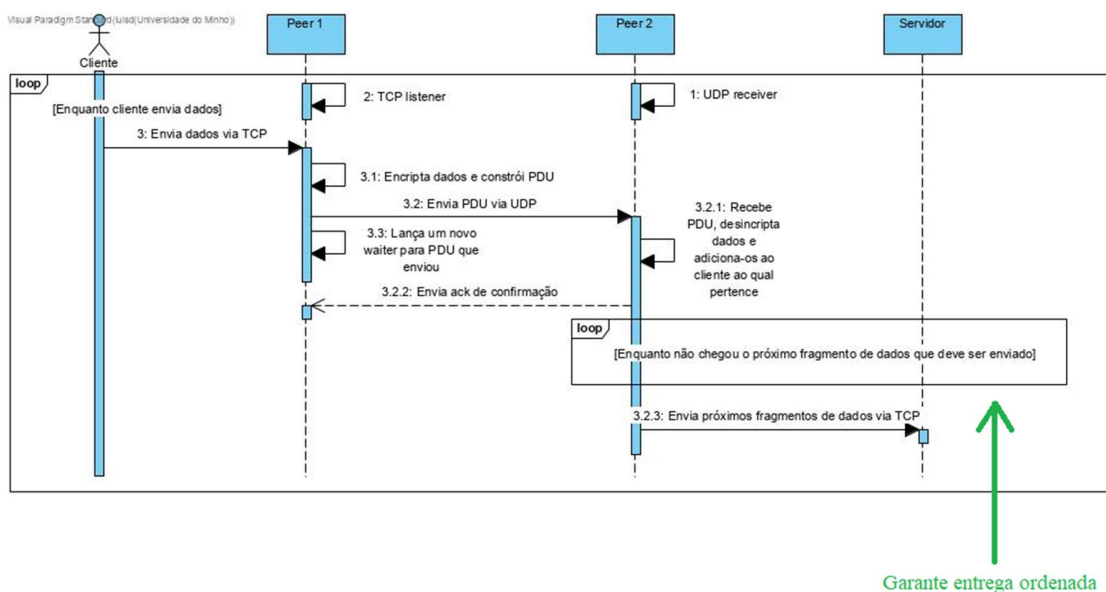 Visual Paradigm Standard(luisd(Universidade do Minho))
Cliente
Peer 1
Peer 2
Servidor
loop
[Enquanto cliente envia dados]
2: TCP listener
1: UDP receiver
3: Envia dados via TCP
3.1: Encripta dados e constrói PDU
3.2: Envia PDU via UDP
3.2.1: Recebe
PDU, desincripta
dados e
adiciona-os ao
cliente ao qual
pertence
3.3: Lança um novo
waiter para PDU que
enviou
3.2.2: Envia ack de confirmação
loop
[Enquanto não chegou o próximo fragmento de dados que deve ser enviado]
3.2.3: Envia próximos fragmentos de dados via TCP
Garante entrega ordenada